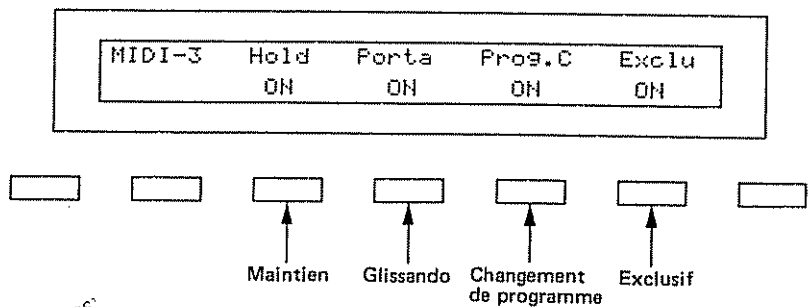 MIDI-3 Hold Porta Prog.C Exclu
ON ON ON ON
Maintien Glissando Changement de programme Exclusif